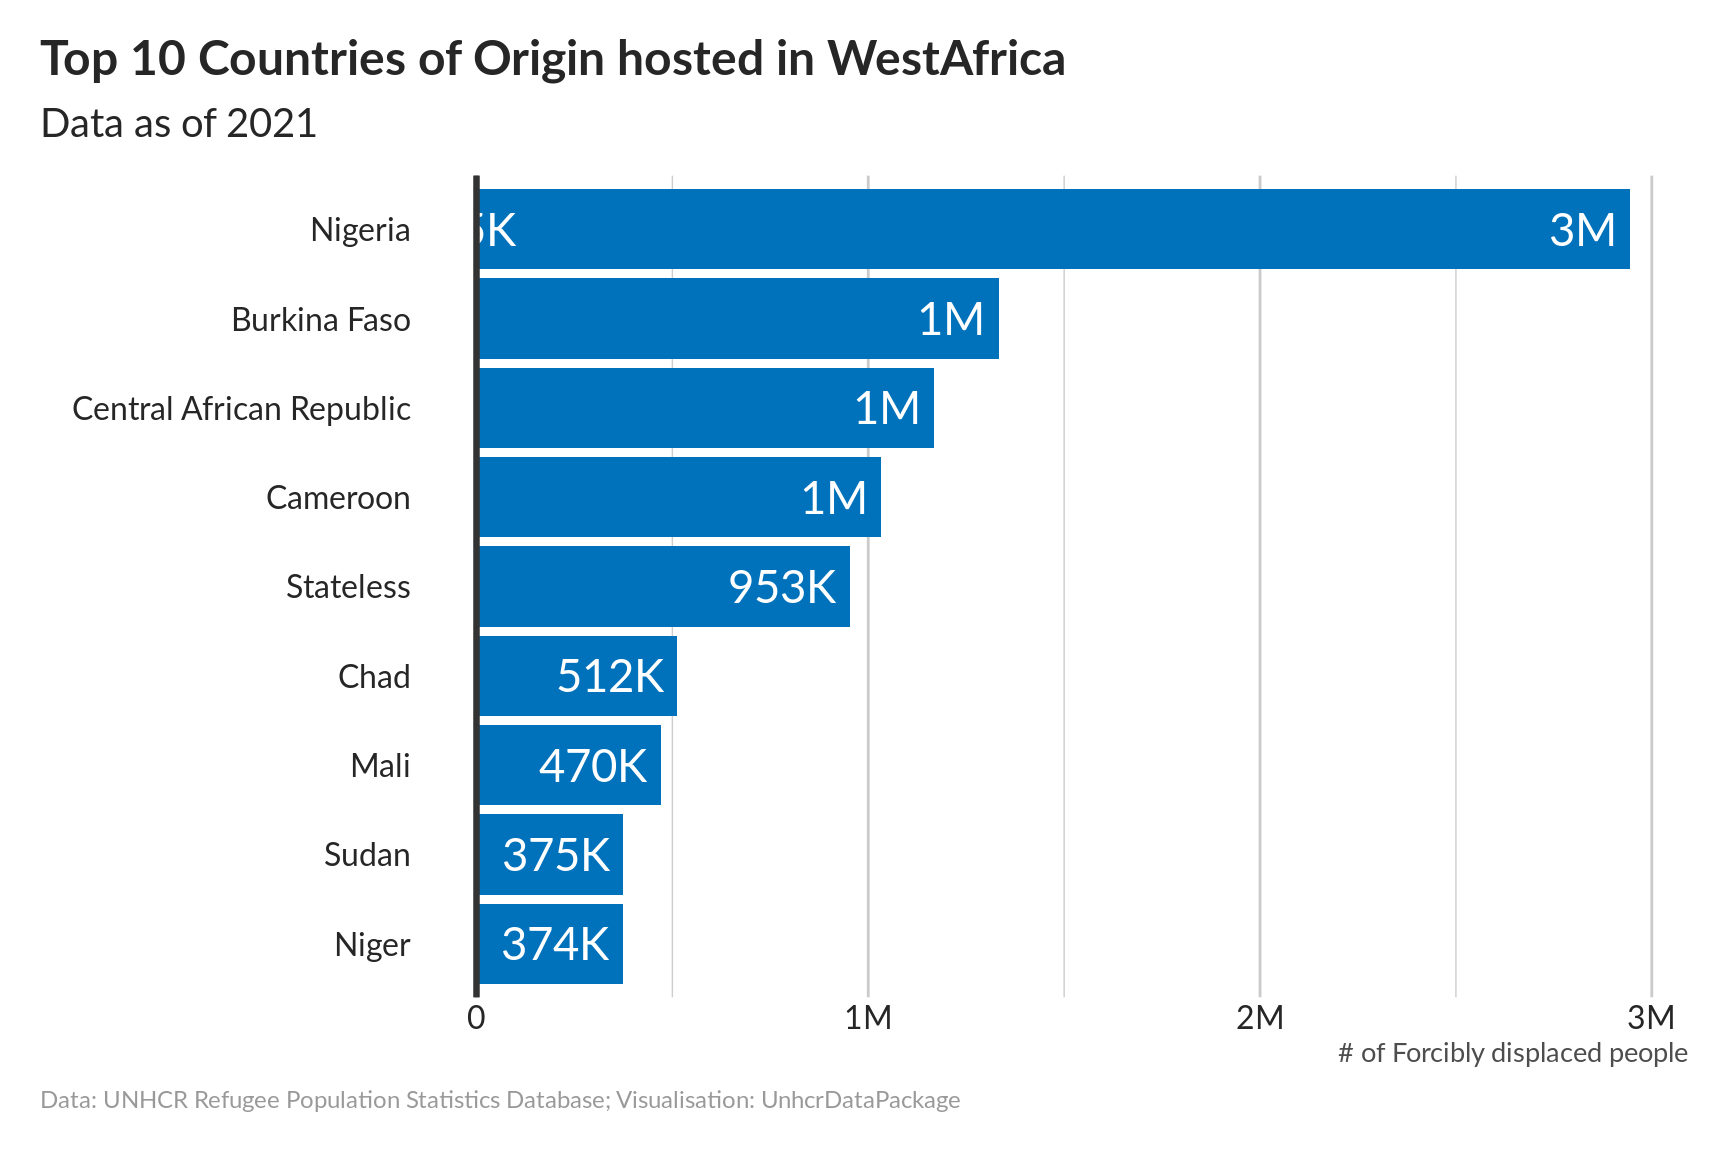 Top 10 Countries of Origin hosted in WestAfrica
Data as of 2021
Nigeria 3M
Burkina Faso 1M
Central African Republic 1M
Cameroon 1M
Stateless 953K
Chad 512K
Mali 470K
Sudan 375K
Niger 374K
0 1M 2M 3M
# of Forcibly displaced people
Data: UNHCR Refugee Population Statistics Database; Visualisation: UnhcrDataPackage